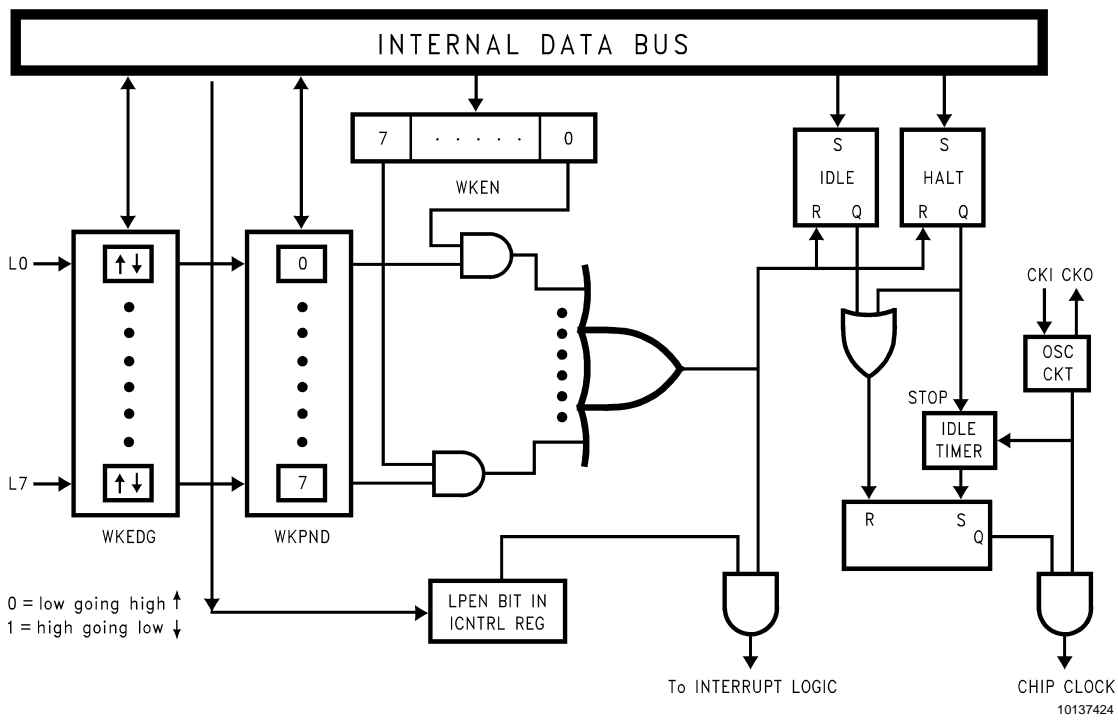 INTERNAL DATA BUS
7 . . . . . 0
WKEN
S
IDLE
R Q
S
HALT
R Q
L0
↑↓
0
CKI CKO
OSC
CKT
STOP
IDLE
TIMER
L7
↑↓
7
WKEDG
WKPND
R S
Q
0 = low going high ↑
1 = high going low ↓
LPEN BIT IN
ICNTRL REG
To INTERRUPT LOGIC
CHIP CLOCK
10137424